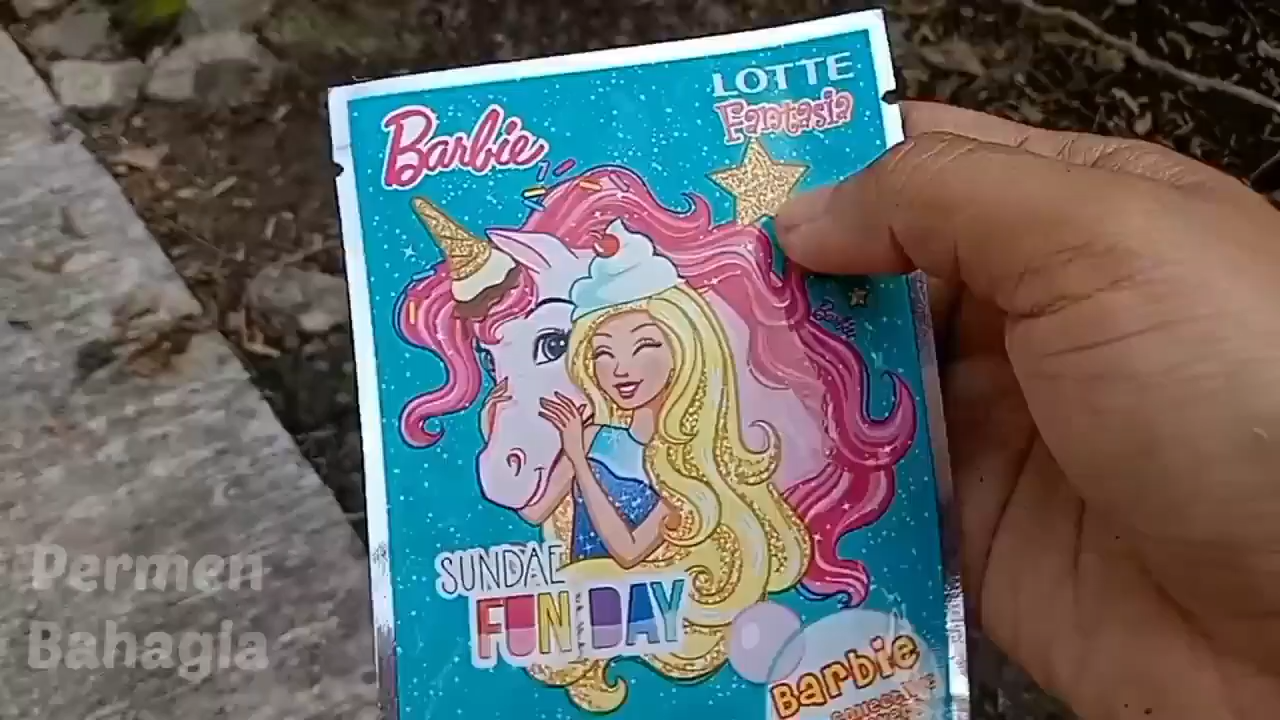 LOTTE
Fantasia
Barbie
SUNDAE
FUN DAY
Barbie
Permen
Bahagia